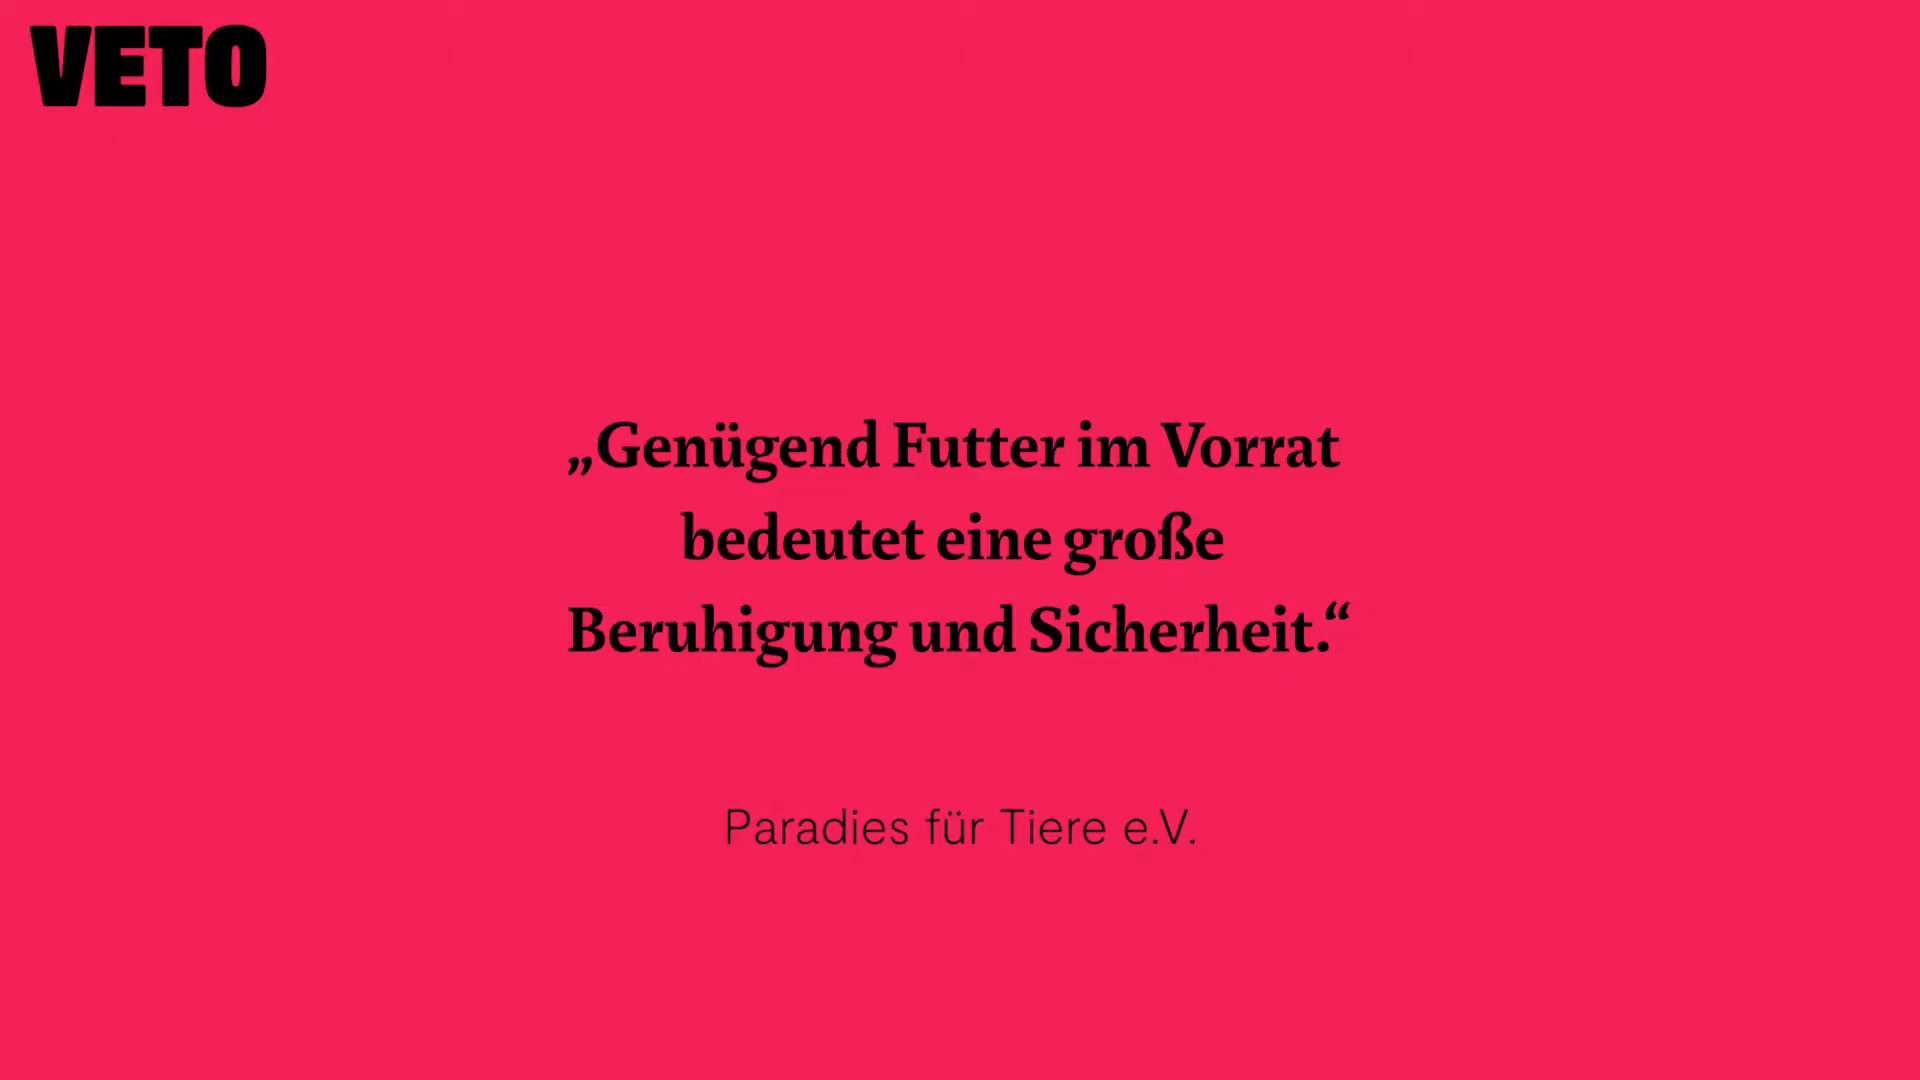 VETO
„Genügend Futter im Vorrat
bedeutet eine große
Beruhigung und Sicherheit.“
Paradies für Tiere e.V.